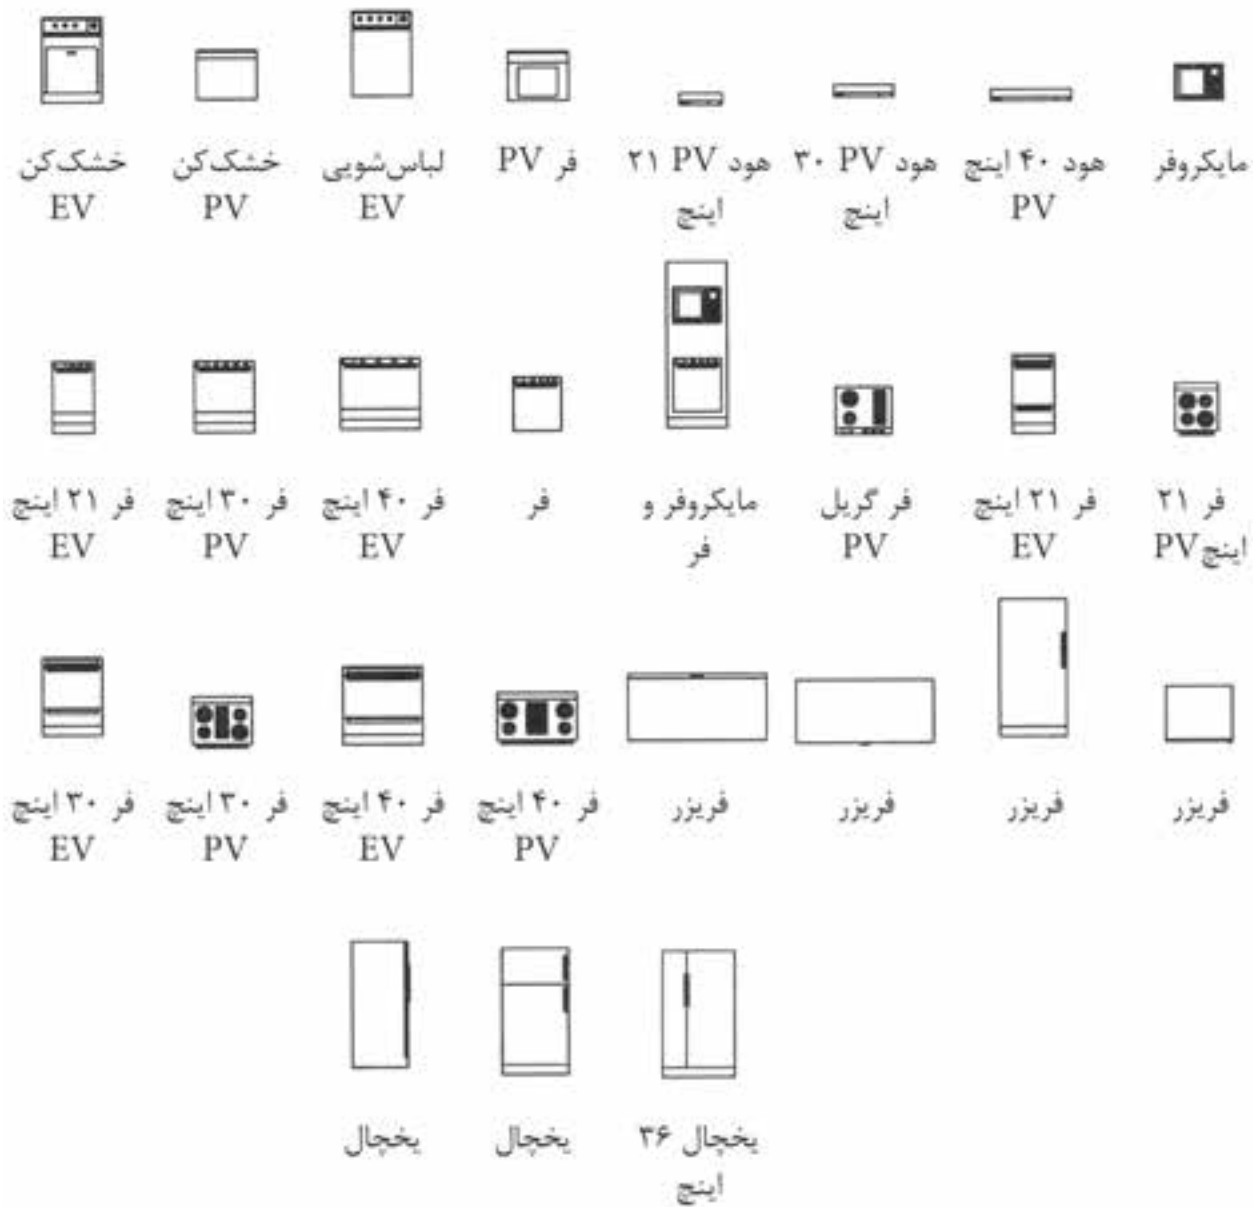 مایکروفر
هود ۴۰ اینچ
PV
هود PV ۳۰
اینچ
هود PV ۲۱
اینچ
فر PV
لباس‌شویی
EV
خشک‌کن
PV
خشک‌کن
EV
فر ۲۱
اینچPV
فر ۲۱ اینچ
EV
فر گریل
PV
مایکروفر و
فر
فر
فر ۴۰ اینچ
EV
فر ۳۰ اینچ
PV
فر ۲۱ اینچ
EV
فریزر
فریزر
فریزر
فریزر
فر ۴۰ اینچ
PV
فر ۴۰ اینچ
EV
فر ۳۰ اینچ
PV
فر ۳۰ اینچ
EV
یخچال ۳۶
اینچ
یخچال
یخچال